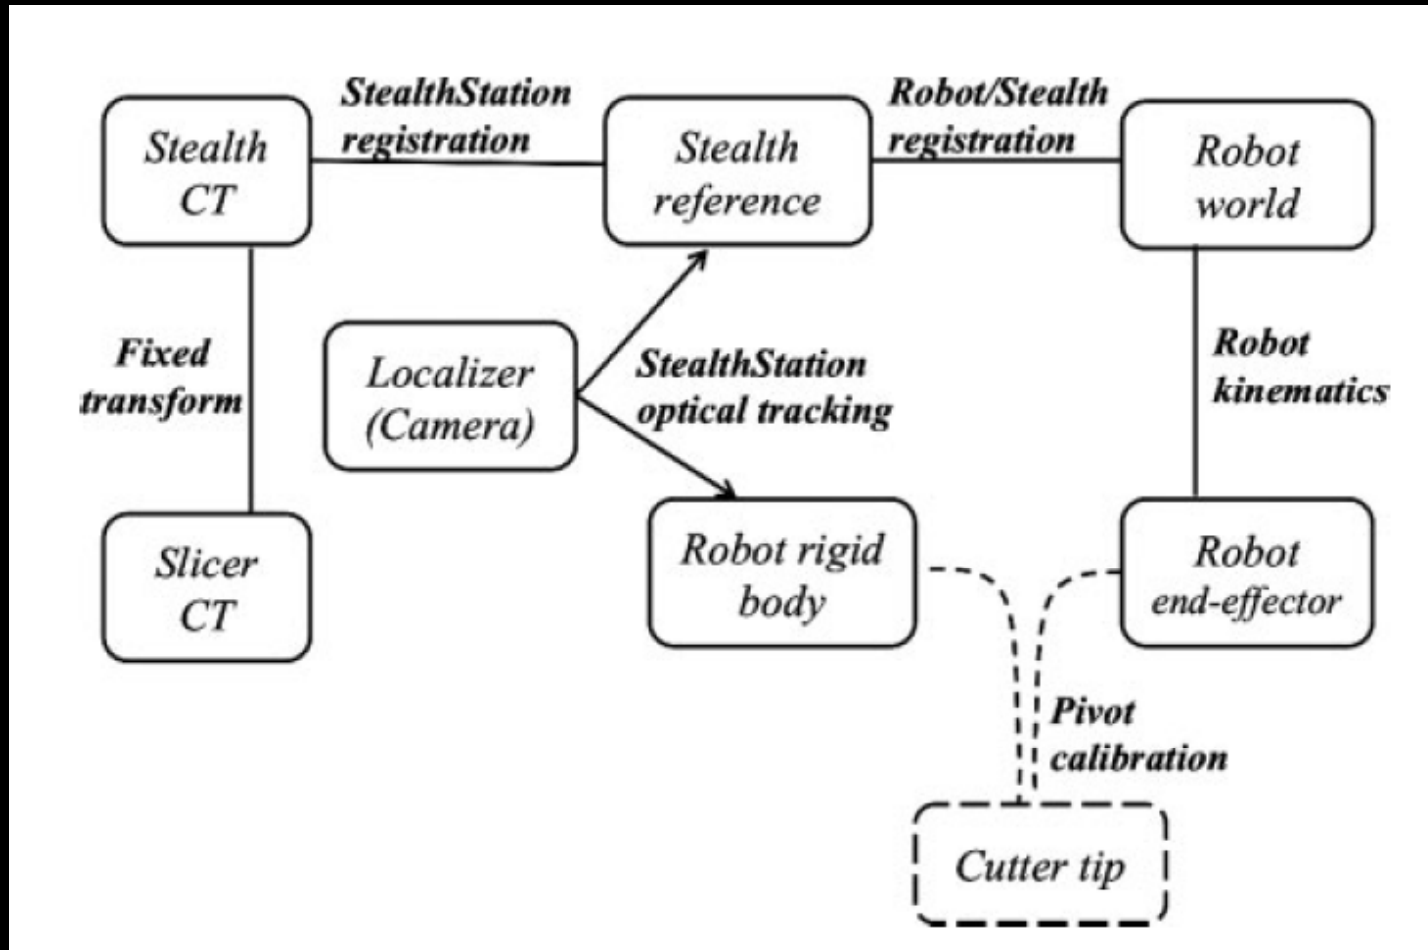 StealthStation
registration
Robot/Stealth
registration
Stealth
CT
Stealth
reference
Robot
world
Fixed
transform
Localizer
(Camera)
StealthStation
optical tracking
Robot
kinematics
Slicer
CT
Robot rigid
body
Robot
end-effector
Pivot
calibration
Cutter tip